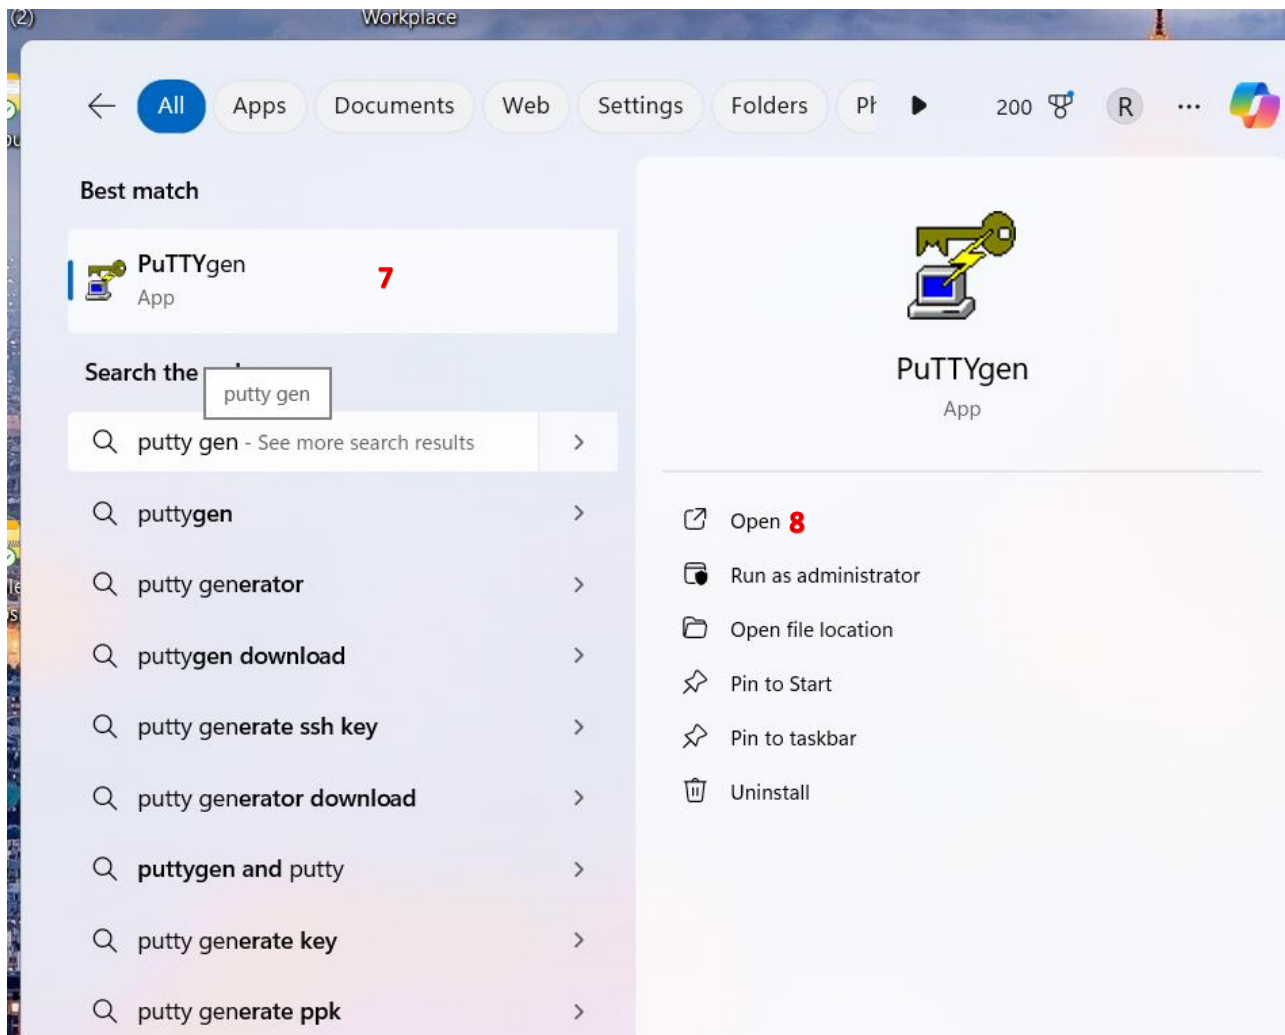 (2)
Workplace
All Apps Documents Web Settings Folders 200 R
Best match
PuTTYgen
App
7
Search the
putty gen
putty gen - See more search results
puttygen
putty generator
puttygen download
putty generate ssh key
putty generator download
puttygen and putty
putty generate key
putty generate ppk
PuTTYgen
App
Open 8
Run as administrator
Open file location
Pin to Start
Pin to taskbar
Uninstall